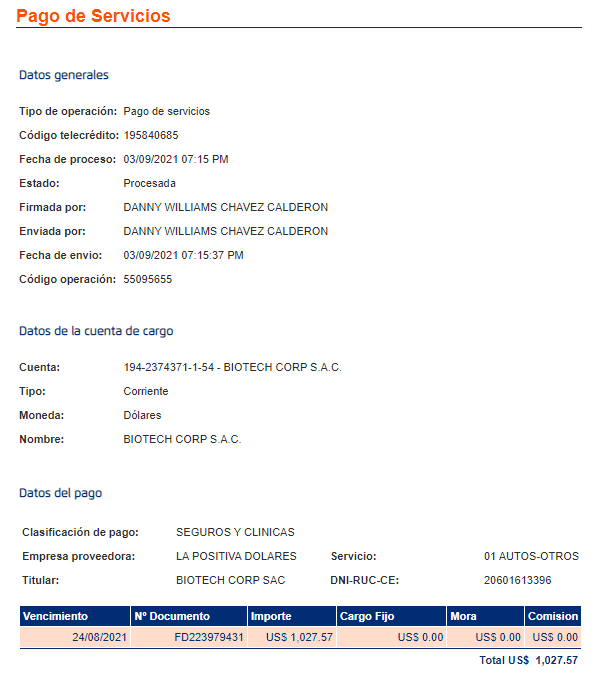 Pago de Servicios
Datos generales
Tipo de operación: Pago de servicios
Código telecrédito: 195840685
Fecha de proceso: 03/09/2021 07:15 PM
Estado: Procesada
Firmada por: DANNY WILLIAMS CHAVEZ CALDERON
Enviada por: DANNY WILLIAMS CHAVEZ CALDERON
Fecha de envio: 03/09/2021 07:15:37 PM
Código operación: 55095655
Datos de la cuenta de cargo
Cuenta: 194-2374371-1-54 - BIOTECH CORP S.A.C.
Tipo: Corriente
Moneda: Dólares
Nombre: BIOTECH CORP S.A.C.
Datos del pago
Clasificación de pago: SEGUROS Y CLINICAS
Empresa proveedora: LA POSITIVA DOLARES Servicio: 01 AUTOS-OTROS
Titular: BIOTECH CORP SAC DNI-RUC-CE: 20601613396
Vencimiento Nº Documento Importe Cargo Fijo Mora Comision
24/08/2021 FD223979431 US$ 1,027.57 US$ 0.00 US$ 0.00 US$ 0.00
Total US$ 1,027.57